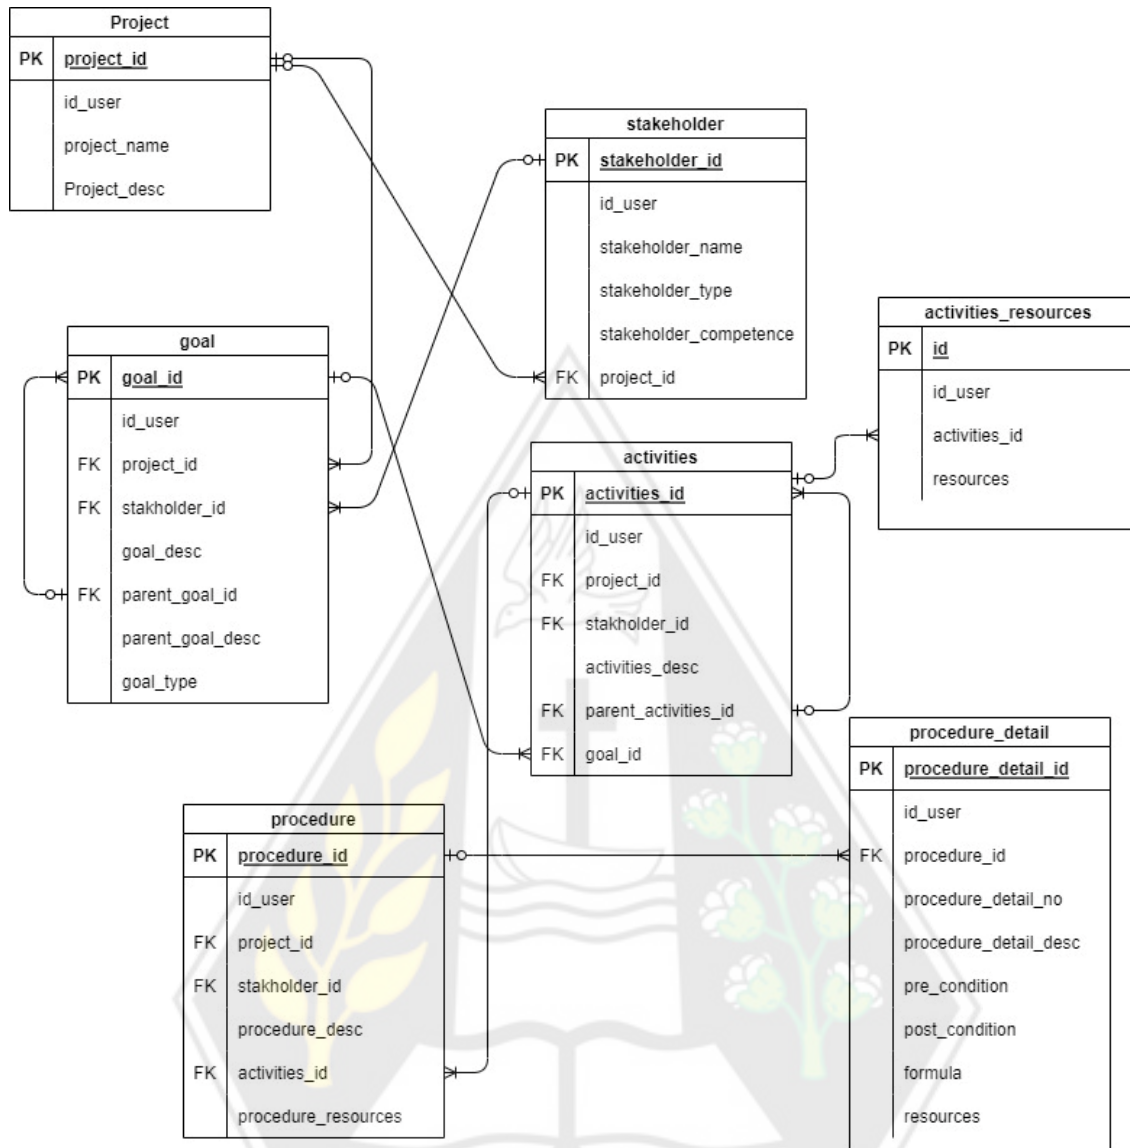 Project
PK project_id
id_user
project_name
Project_desc
stakeholder
PK stakeholder_id
id_user
stakeholder_name
stakeholder_type
stakeholder_competence
FK project_id
activities_resources
PK id
id_user
activities_id
resources
goal
PK goal_id
id_user
FK project_id
FK stakholder_id
goal_desc
FK parent_goal_id
parent_goal_desc
goal_type
activities
PK activities_id
id_user
FK project_id
FK stakholder_id
activities_desc
FK parent_activities_id
FK goal_id
procedure_detail
PK procedure_detail_id
id_user
FK procedure_id
procedure_detail_no
procedure_detail_desc
pre_condition
post_condition
formula
resources
procedure
PK procedure_id
id_user
FK project_id
FK stakholder_id
procedure_desc
FK activities_id
procedure_resources